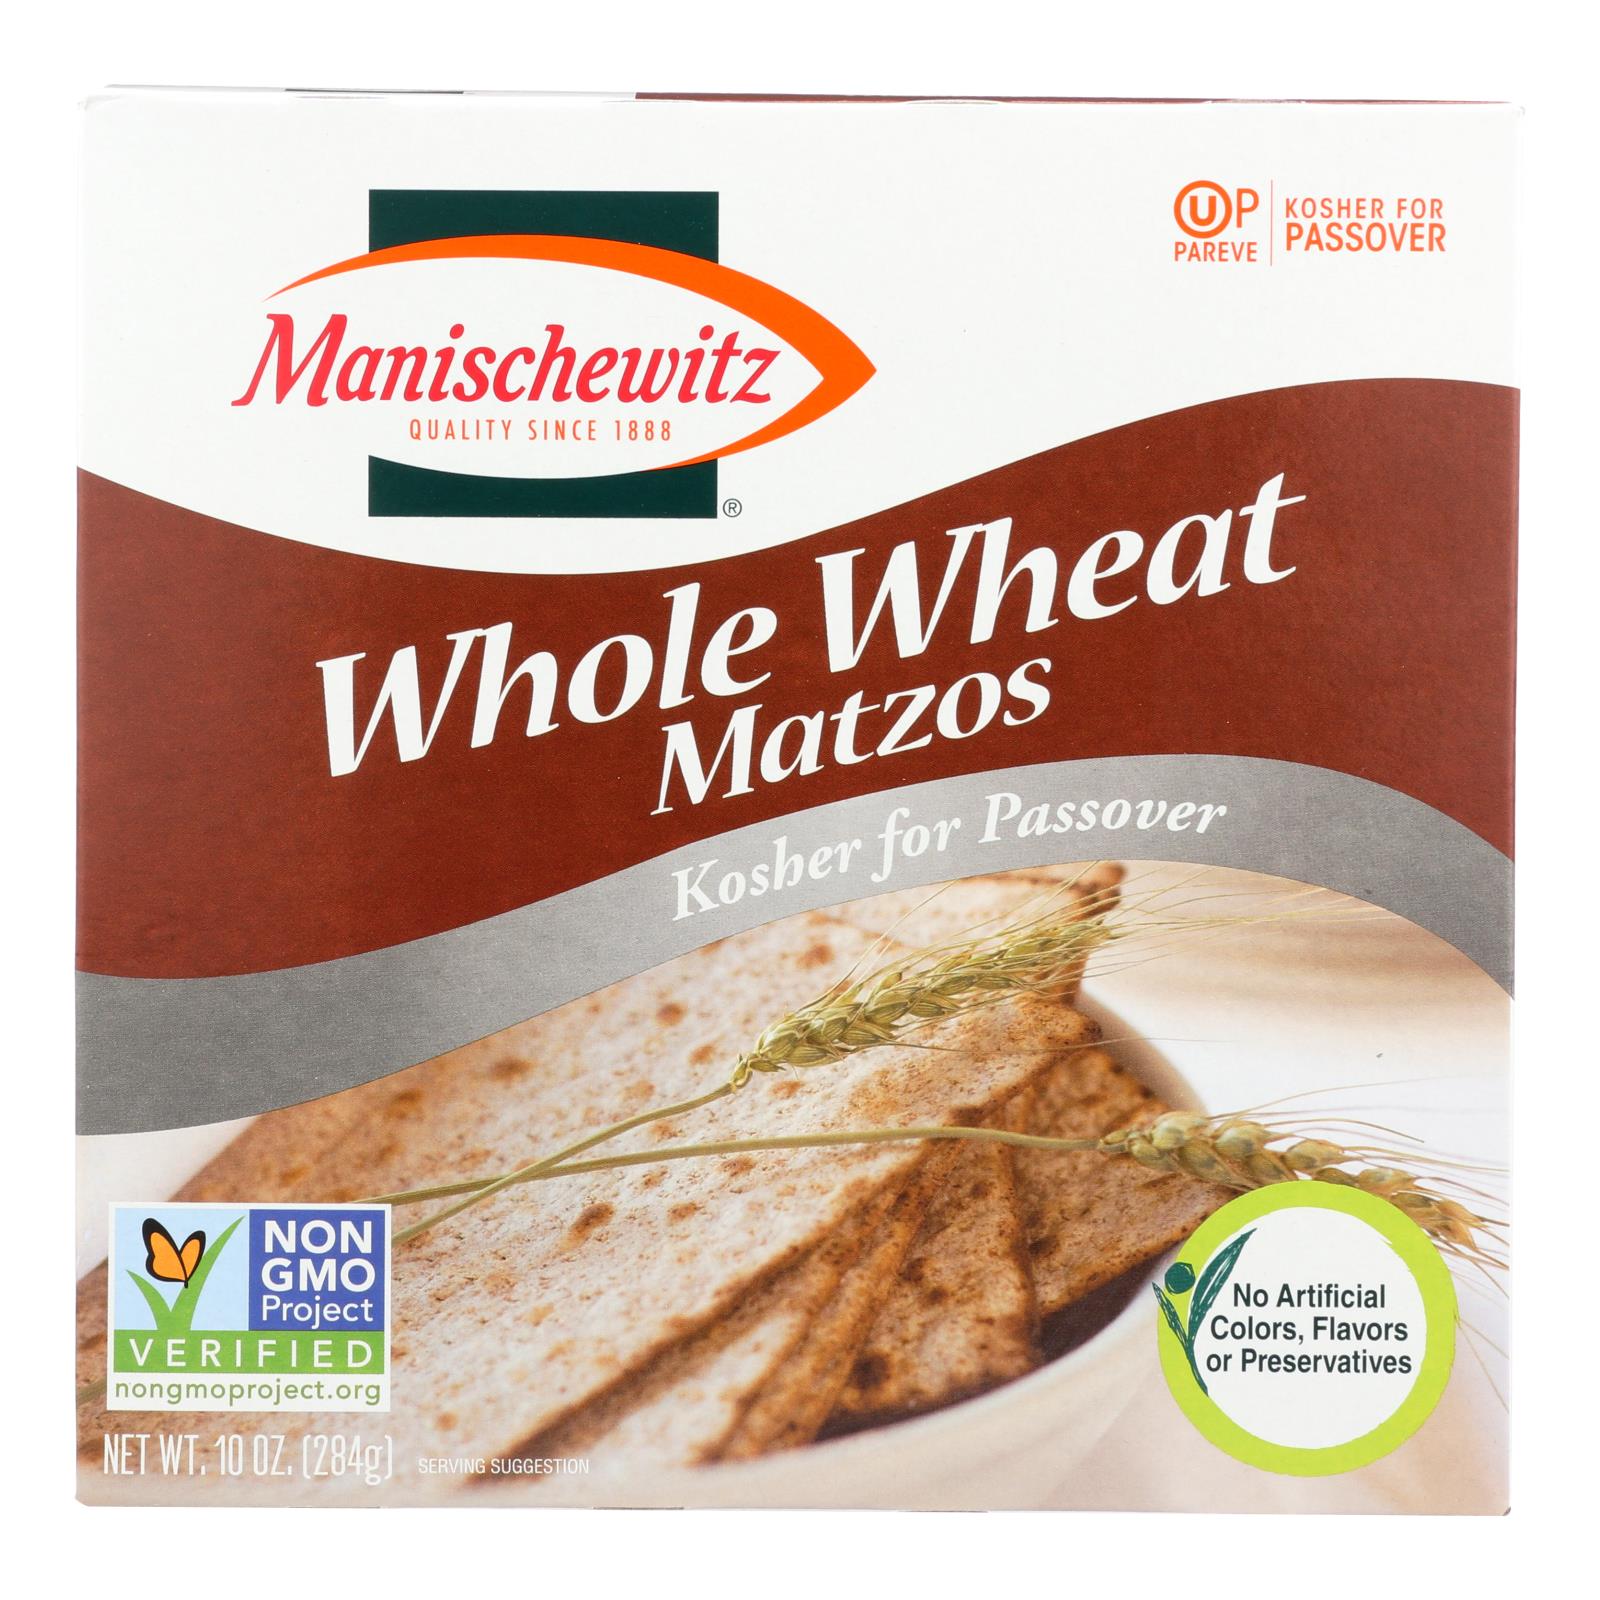 Manischewitz
QUALITY SINCE 1888
®
UP
PAREVE
KOSHER FOR
PASSOVER
Whole Wheat
Matzos
Kosher for Passover
NON
GMO
Project
VERIFIED
nongmoproject.org
No Artificial
Colors, Flavors
or Preservatives
NET WT. 10 OZ. (284g)
SERVING SUGGESTION